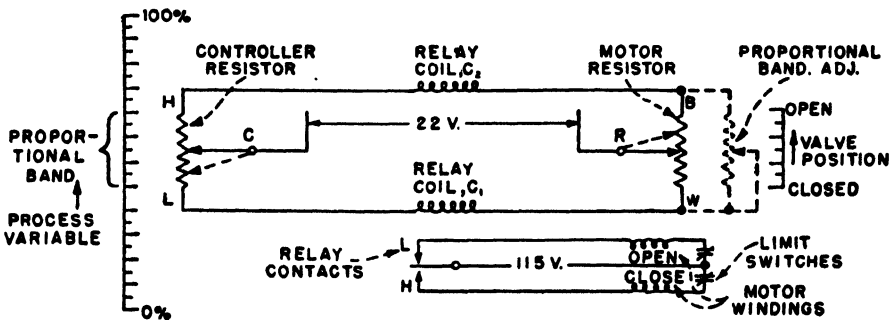 100%
CONTROLLER
RESISTOR
RELAY
COIL, C₂
MOTOR
RESISTOR
PROPORTIONAL
BAND. ADJ.
H
B
OPEN
PROPOR-
TIONAL
BAND
C
22 V.
R
VALVE
POSITION
CLOSED
PROCESS
VARIABLE
L
RELAY
COIL, C₁
W
RELAY
CONTACTS
L
115 V.
OPEN
CLOSE
H
LIMIT
SWITCHES
MOTOR
WINDINGS
0%